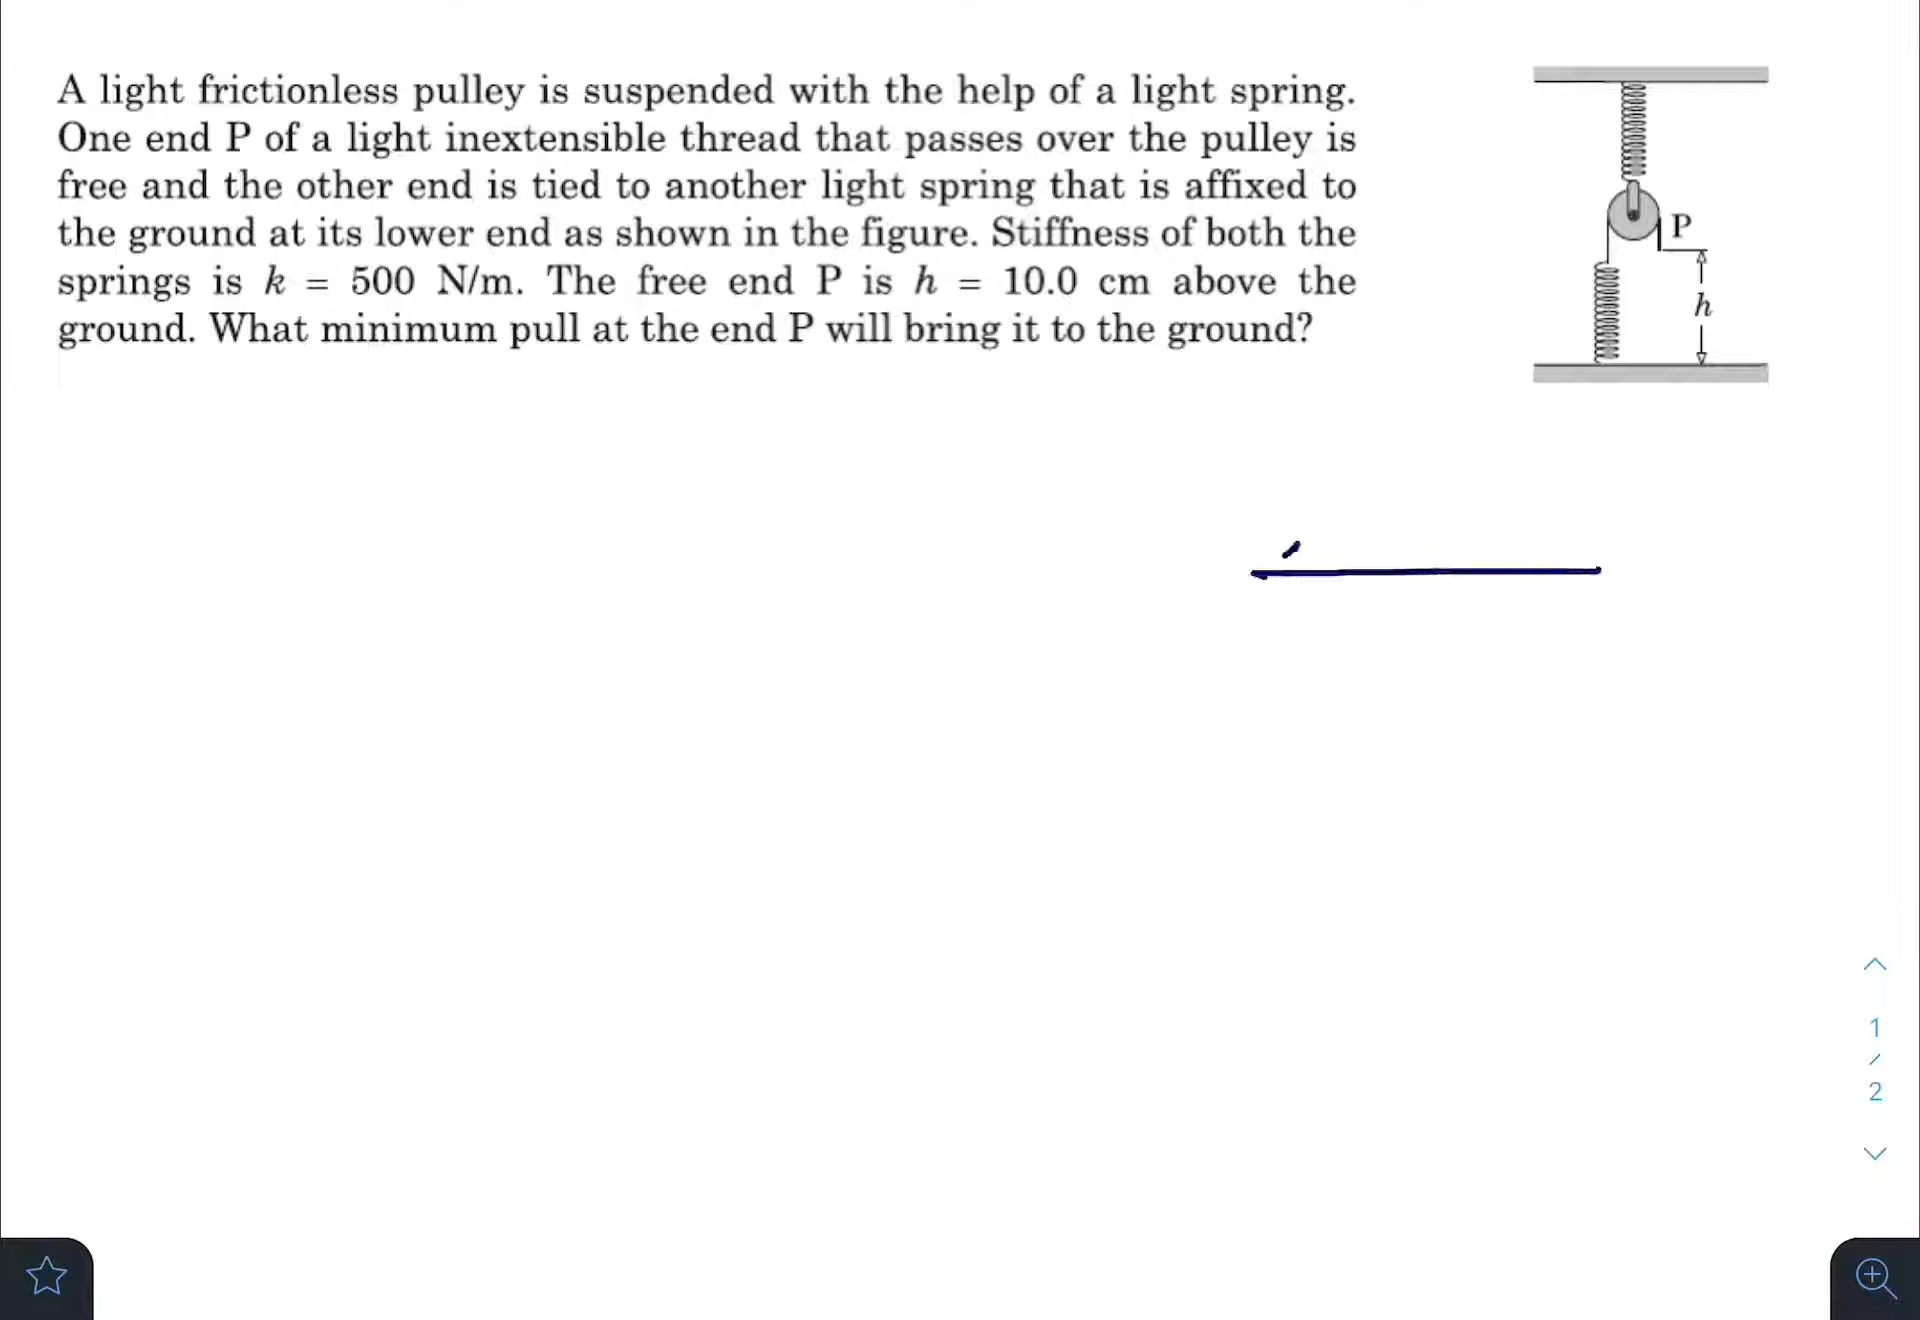 A light frictionless pulley is suspended with the help of a light spring.
One end P of a light inextensible thread that passes over the pulley is
free and the other end is tied to another light spring that is affixed to
the ground at its lower end as shown in the figure. Stiffness of both the
springs is k = 500 N/m. The free end P is h = 10.0 cm above the
ground. What minimum pull at the end P will bring it to the ground?
P
h
1
/
2